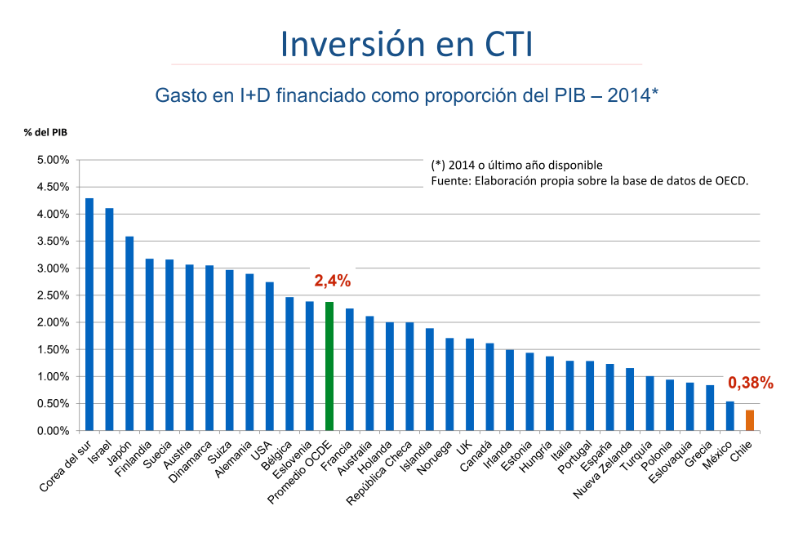 Inversión en CTI
Gasto en I+D financiado como proporción del PIB – 2014*
% del PIB
(*) 2014 o último año disponible
Fuente: Elaboración propia sobre la base de datos de OECD.
5.00%
4.50%
4.00%
3.50%
3.00%
2.50%
2.00%
1.50%
1.00%
0.50%
0.00%
2,4%
0,38%
Corea del sur
Israel
Japón
Finlandia
Suecia
Austria
Dinamarca
Suiza
Alemania
USA
Bélgica
Eslovenia
Promedio OCDE
Francia
Australia
Holanda
República Checa
Islandia
Noruega
UK
Canadá
Irlanda
Estonia
Hungria
Italia
Portugal
España
Nueva Zelanda
Turquía
Polonia
Eslovaquia
Grecia
México
Chile